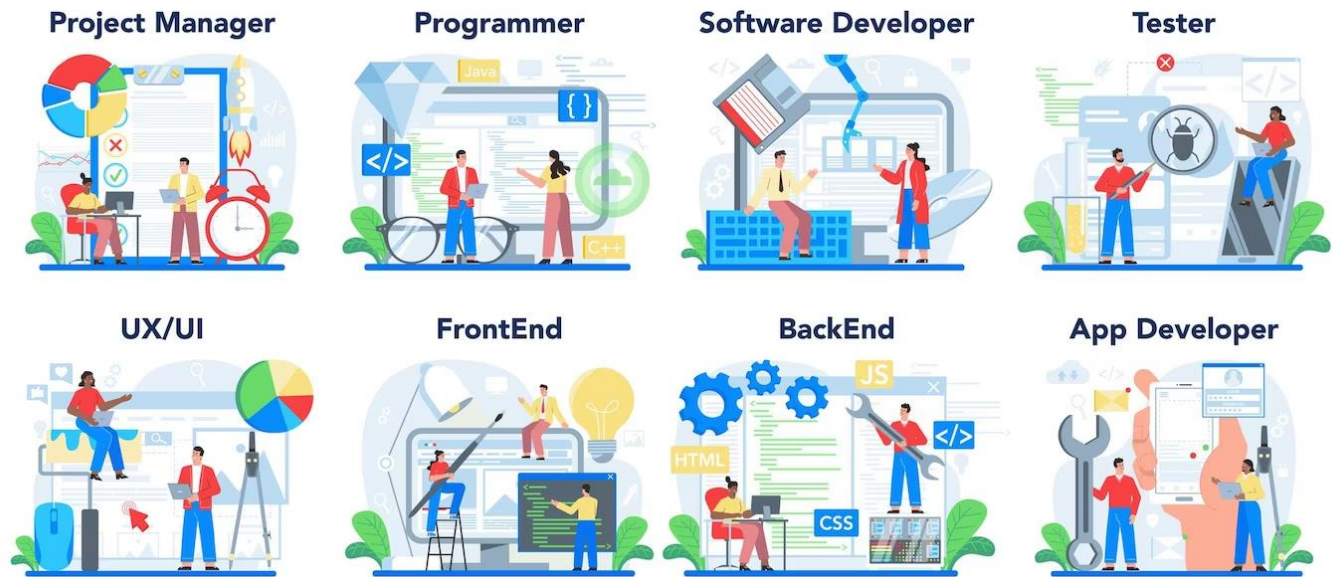 Project Manager
Programmer
Java
{ }
</>
C++
Software Developer
</>
Tester
</>
UX/UI
FrontEnd
BackEnd
JS
</>
HTML
CSS
App Developer
</>